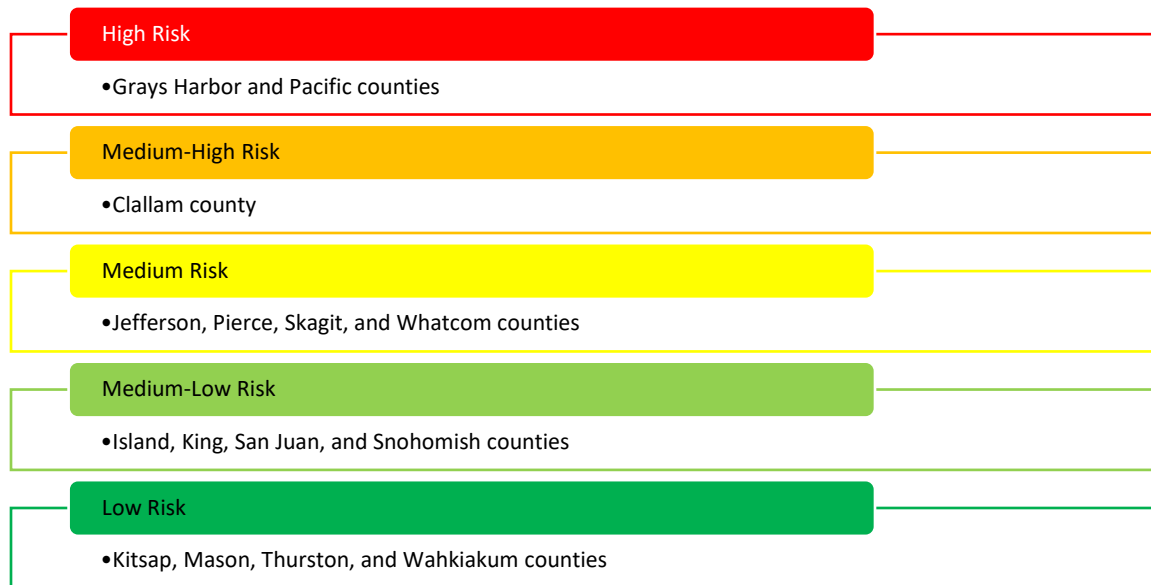 High Risk
•Grays Harbor and Pacific counties
Medium-High Risk
•Clallam county
Medium Risk
•Jefferson, Pierce, Skagit, and Whatcom counties
Medium-Low Risk
•Island, King, San Juan, and Snohomish counties
Low Risk
•Kitsap, Mason, Thurston, and Wahkiakum counties